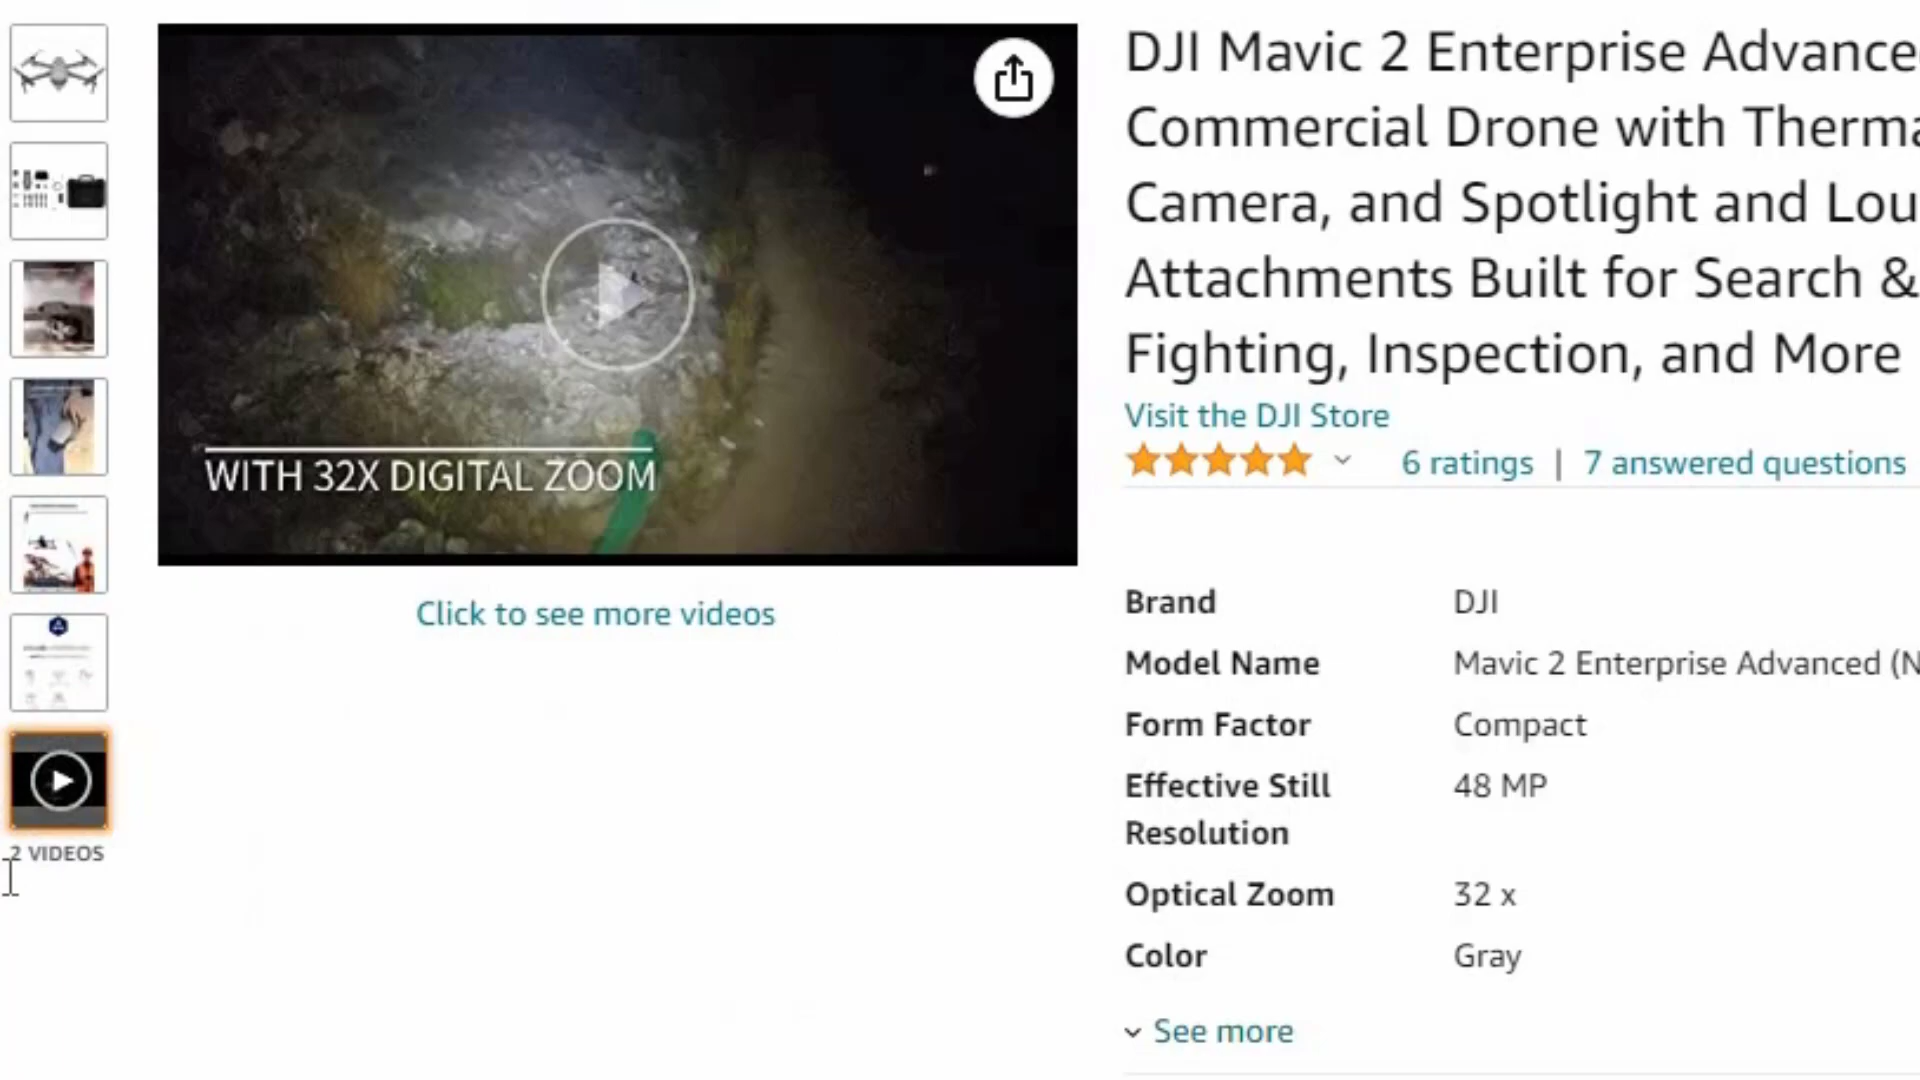 DJI Mavic 2 Enterprise Advance
Commercial Drone with Therma
Camera, and Spotlight and Lou
Attachments Built for Search &
Fighting, Inspection, and More
Visit the DJI Store
6 ratings | 7 answered questions
WITH 32X DIGITAL ZOOM
Click to see more videos
2 VIDEOS
Brand DJI
Model Name Mavic 2 Enterprise Advanced (N
Form Factor Compact
Effective Still 48 MP
Resolution
Optical Zoom 32 x
Color Gray
See more